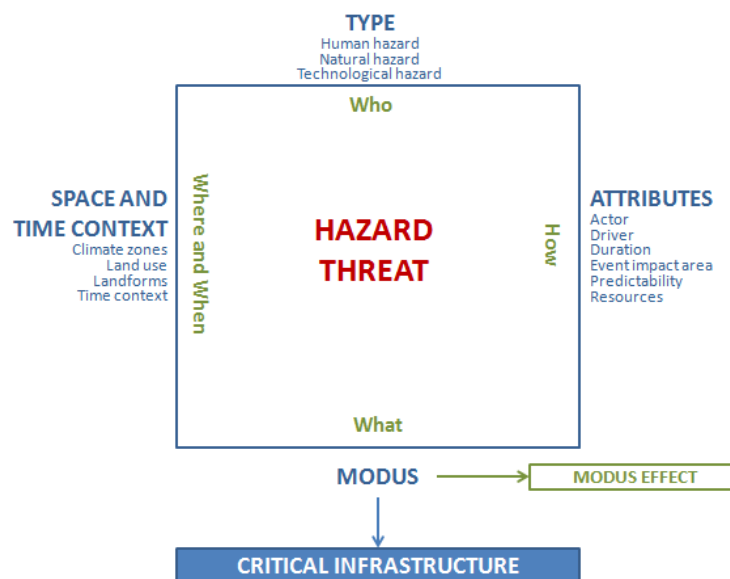 TYPE
Human hazard
Natural hazard
Technological hazard
Who
SPACE AND
TIME CONTEXT
Climate zones
Land use
Landforms
Time context
Where and When
HAZARD
THREAT
How
ATTRIBUTES
Actor
Driver
Duration
Event impact area
Predictability
Resources
What
MODUS
MODUS EFFECT
CRITICAL INFRASTRUCTURE